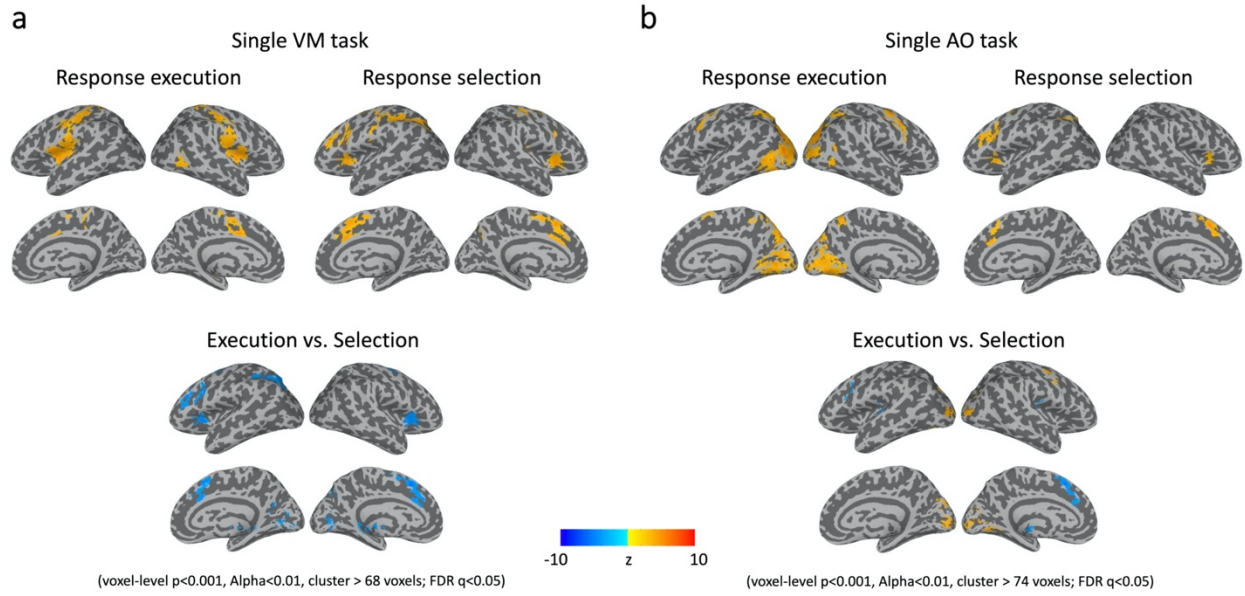 a
Single VM task
Response execution
Response selection
Execution vs. Selection
(voxel-level p<0.001, Alpha<0.01, cluster > 68 voxels; FDR q<0.05)
-10
z
10
b
Single AO task
Response execution
Response selection
Execution vs. Selection
(voxel-level p<0.001, Alpha<0.01, cluster > 74 voxels; FDR q<0.05)